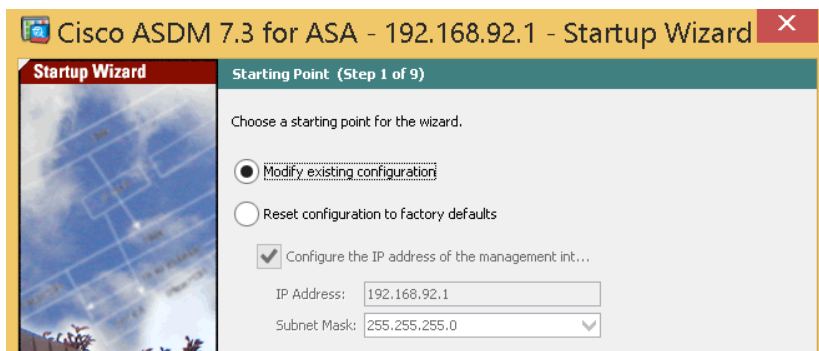 Cisco ASDM 7.3 for ASA - 192.168.92.1 - Startup Wizard
Startup Wizard
Starting Point (Step 1 of 9)
Choose a starting point for the wizard.
Modify existing configuration
Reset configuration to factory defaults
Configure the IP address of the management int...
IP Address: 192.168.92.1
Subnet Mask: 255.255.255.0